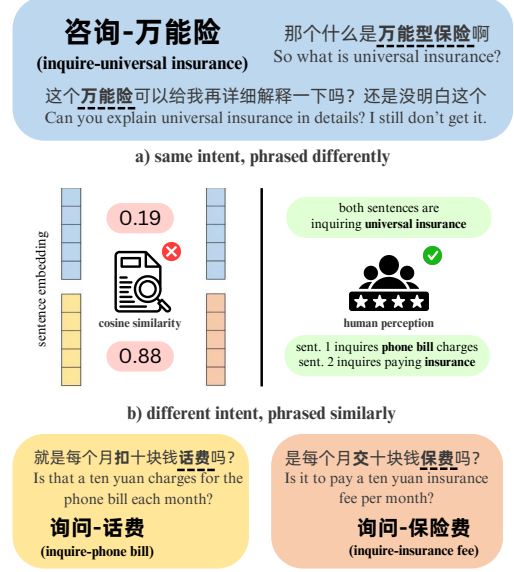 咨询-万能险
(inquire-universal insurance)
那个什么是万能型保险啊
So what is universal insurance?
这个万能险可以给我再详细解释一下吗？还是没明白这个
Can you explain universal insurance in details? I still don't get it.
a) same intent, phrased differently
sentence embedding
0.19
cosine similarity
0.88
both sentences are
inquiring universal insurance
human perception
sent. 1 inquires phone bill charges
sent. 2 inquires paying insurance
b) different intent, phrased similarly
就是每个月扣十块钱话费吗？
Is that a ten yuan charges for the
phone bill each month?
询问-话费
(inquire-phone bill)
是每个月交十块钱保费吗？
Is it to pay a ten yuan insurance
fee per month?
询问-保险费
(inquire-insurance fee)